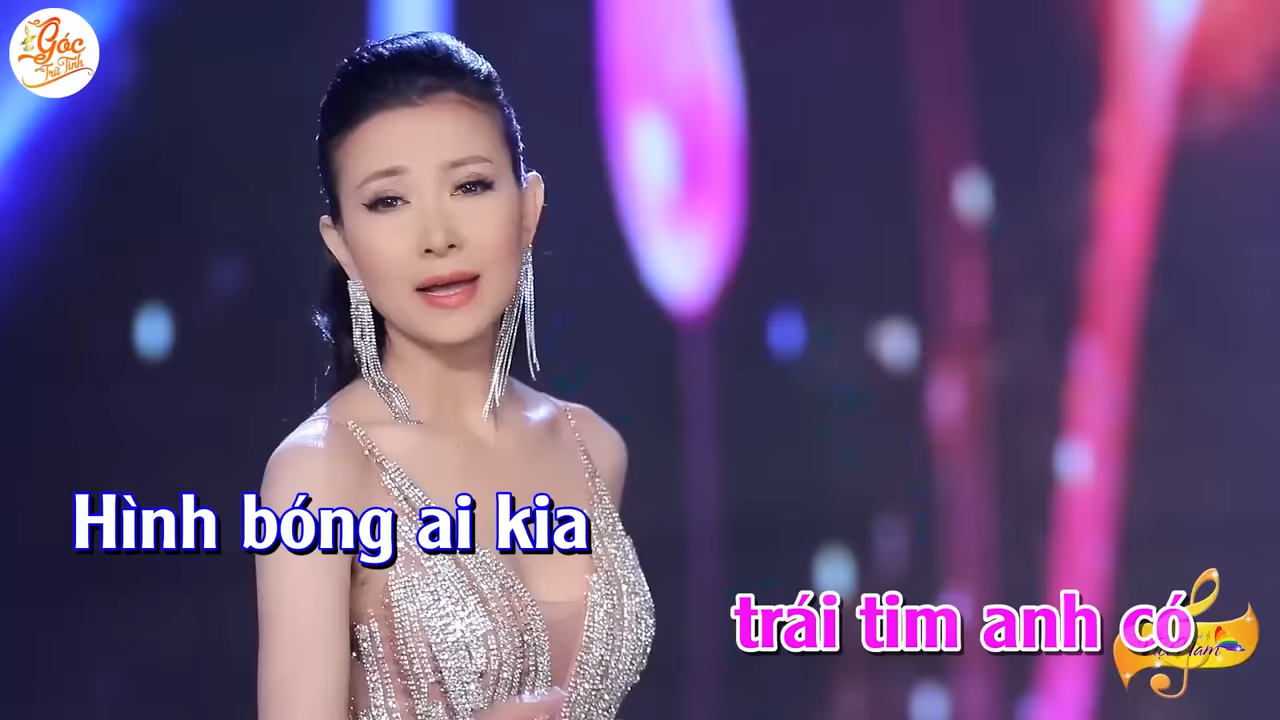 Góc
Trữ Tình
Hình bóng ai kia
trái tim anh có